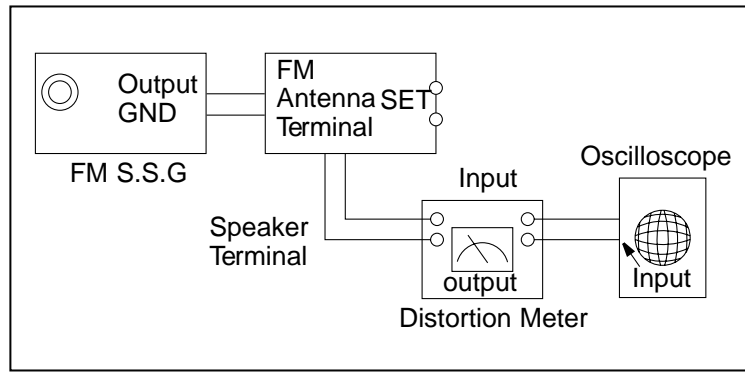 Output
GND
FM S.S.G
FM
Antenna SET
Terminal
Speaker
Terminal
Input
output
Distortion Meter
Oscilloscope
Input